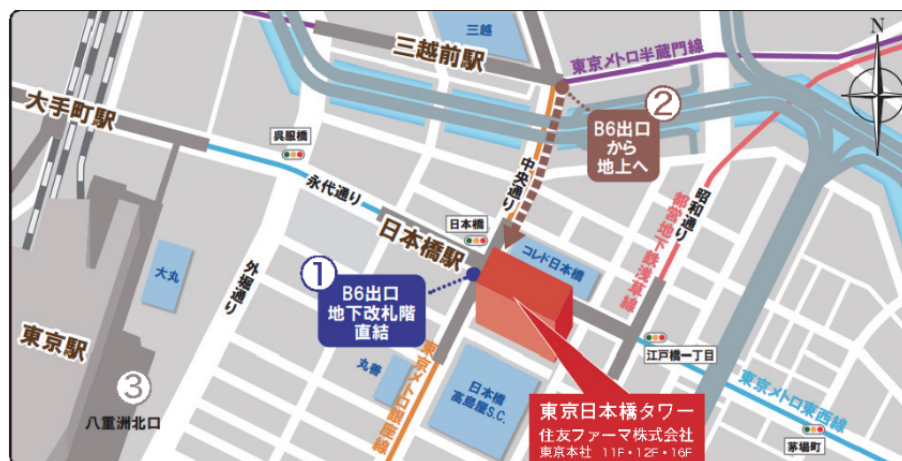 三越
三越前駅
東京メトロ半蔵門線
N
大手町駅
呉服橋
②
B6出口
から
地上へ
中央通り
永代通り
昭和通り
都営地下鉄浅草線
日本橋
日本橋駅
コレド日本橋
大丸
外堀通り
①
B6出口
地下改札階
直結
東京駅
③
八重洲北口
丸善
東京メトロ銀座線
日本橋
高島屋S.C.
江戸橋一丁目
東京メトロ東西線
茅場町
東京日本橋タワー
住友ファーマ株式会社
東京本社 11F・12F・16F